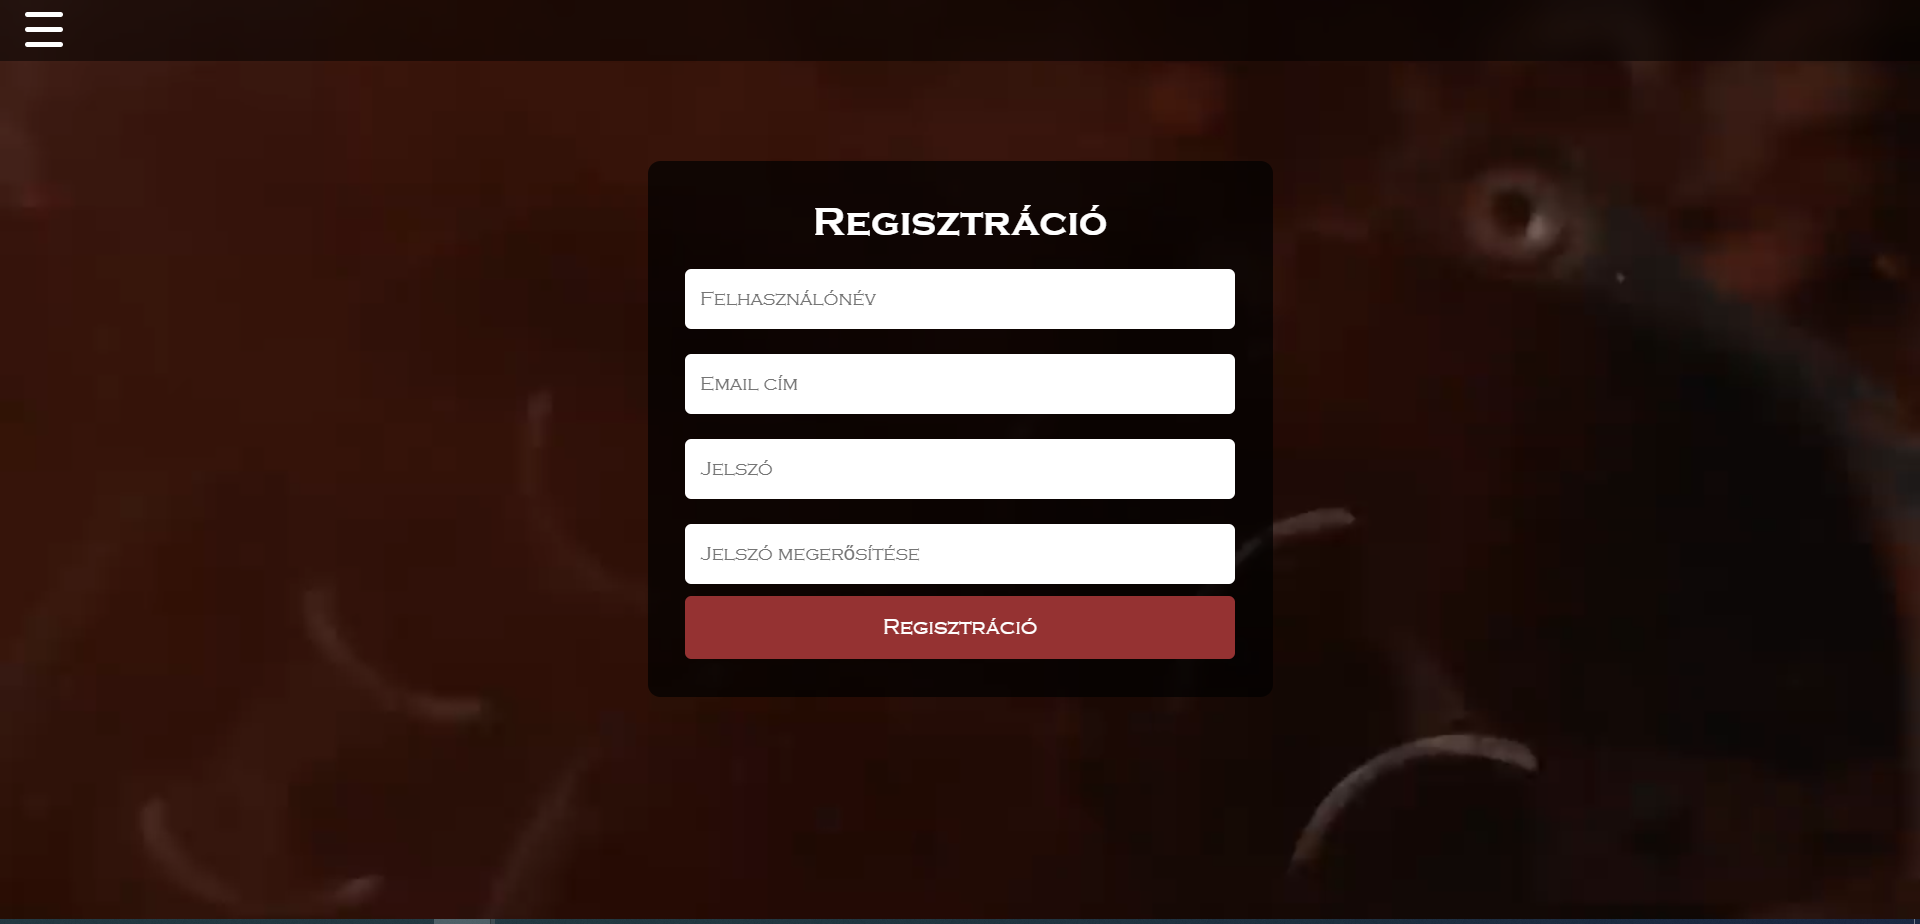 Regisztráció
Felhasználónév
Email cím
Jelszó
Jelszó megerősítése
Regisztráció